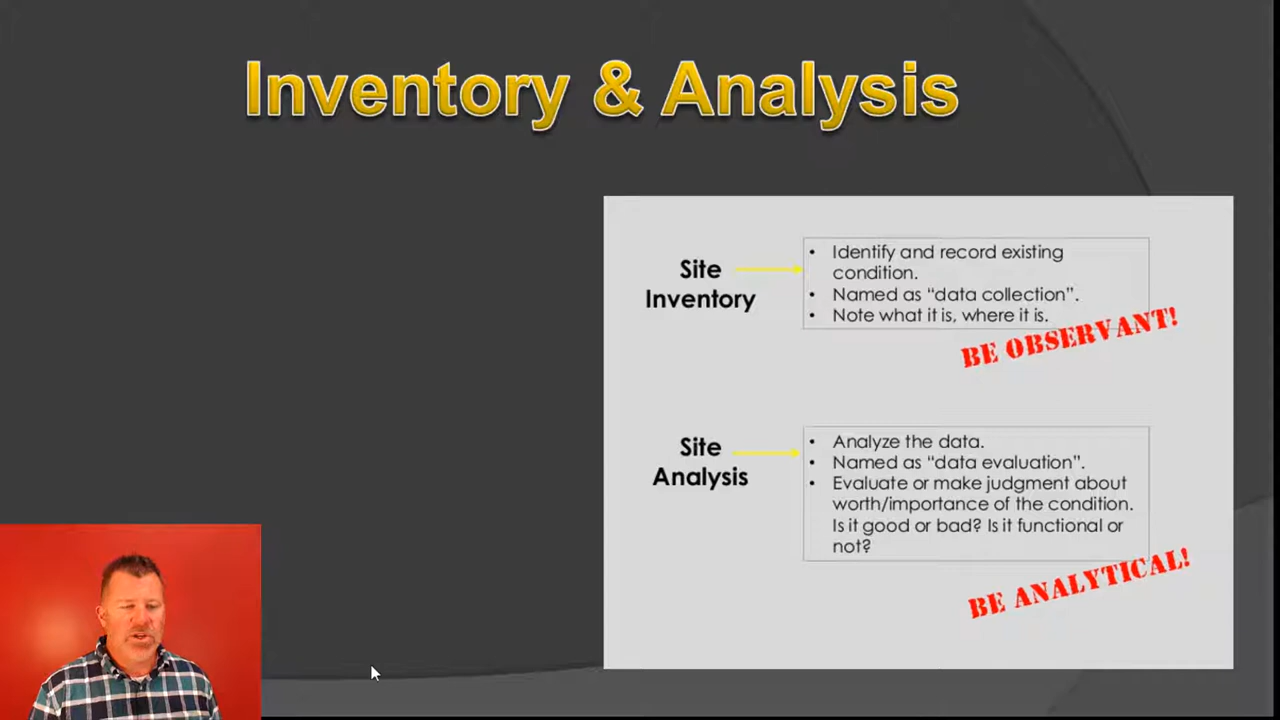 Inventory & Analysis
Site
Inventory
• Identify and record existing
condition.
• Named as “data collection”.
• Note what it is, where it is.
BE OBSERVANT!
Site
Analysis
• Analyze the data.
• Named as “data evaluation”.
• Evaluate or make judgment about
worth/importance of the condition.
Is it good or bad? Is it functional or
not?
BE ANALYTICAL!